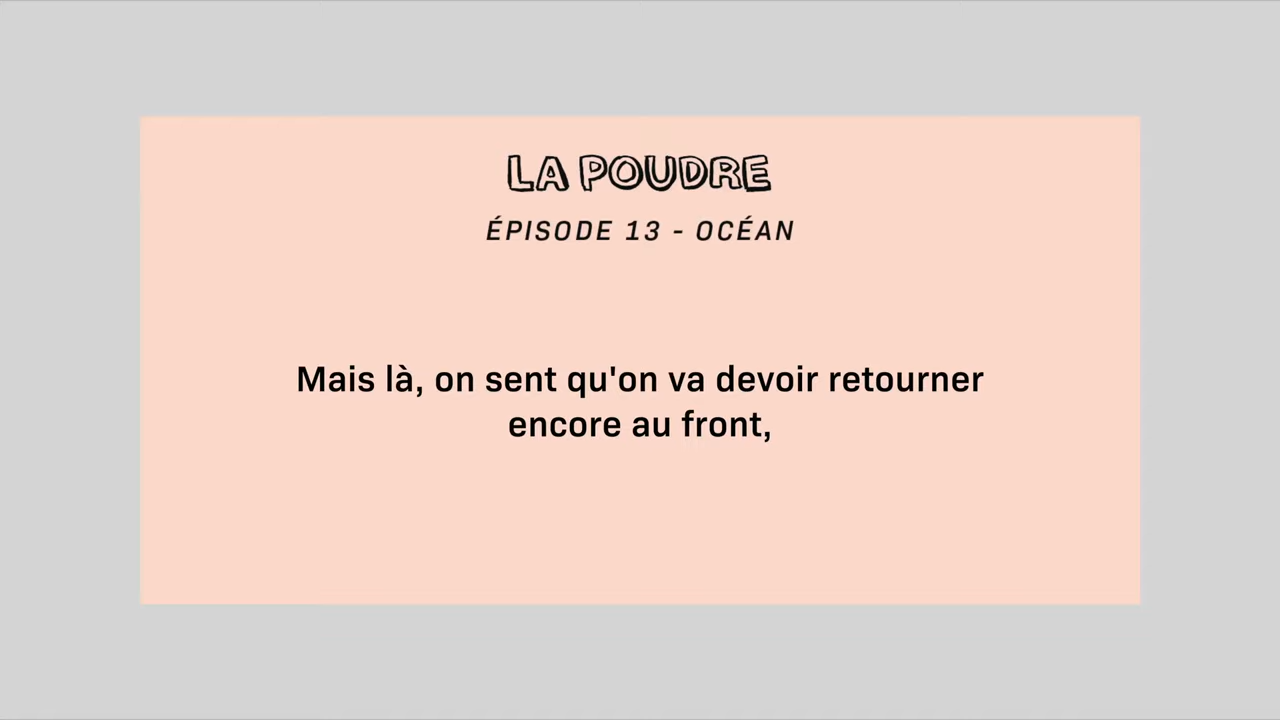 LA POUDRE
ÉPISODE 13 - OCÉAN
Mais là, on sent qu'on va devoir retourner
encore au front,